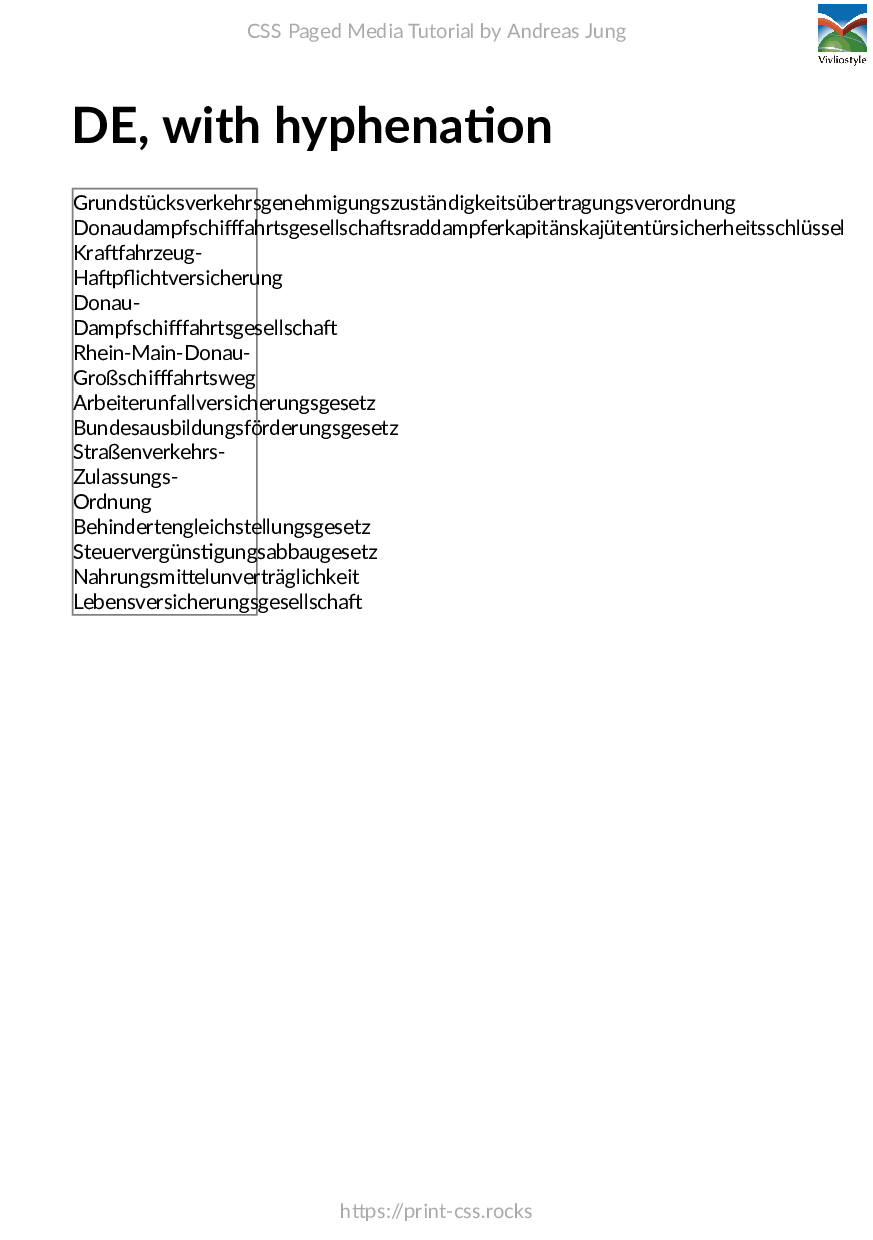 CSS Paged Media Tutorial by Andreas Jung
Vivliostyle
DE, with hyphenation
Grundstücksverkehrsgenehmigungszuständigkeitsübertragungsverordnung
Donaudampfschifffahrtsgesellschaftsraddampferkapitänskajütentürsicherheitsschlüssel
Kraftfahrzeug-
Haftpflichtversicherung
Donau-
Dampfschifffahrtsgesellschaft
Rhein-Main-Donau-
Großschifffahrtsweg
Arbeiterunfallversicherungsgesetz
Bundesausbildungsförderungsgesetz
Straßenverkehrs-
Zulassungs-
Ordnung
Behindertengleichstellungsgesetz
Steuervergünstigungsabbaugesetz
Nahrungsmittelunverträglichkeit
Lebensversicherungsgesellschaft
https://print-css.rocks